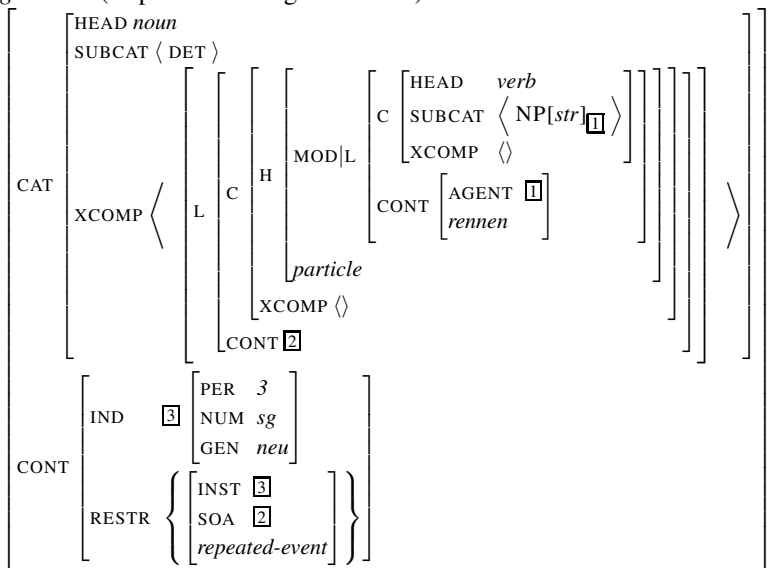 HEAD noun
SUBCAT ⟨ DET ⟩
HEAD verb
C SUBCAT ⟨ NP[str]1 ⟩
XCOMP ⟨⟩
MOD|L
H
CAT XCOMP ⟨ L C
CONT AGENT 1
rennen
particle
XCOMP ⟨⟩
CONT 2
⟩
PER 3
IND 3 NUM sg
GEN neu
CONT
INST 3
RESTR { SOA 2 }
repeated-event